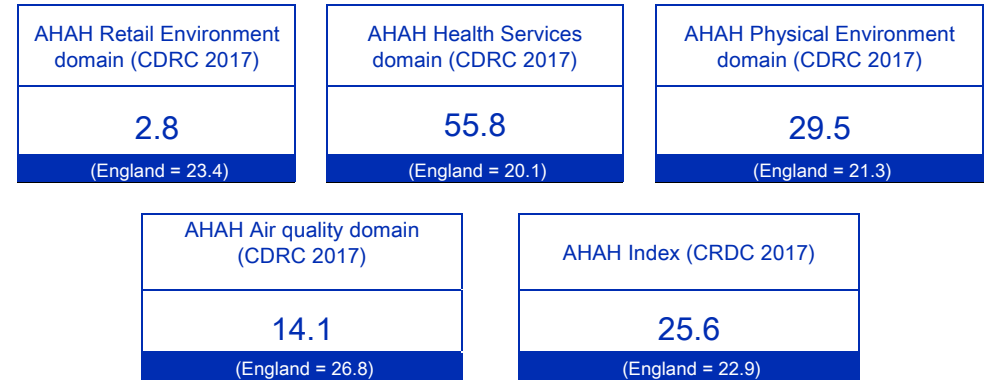 AHAH Retail Environment
domain (CDRC 2017)
2.8
(England = 23.4)
AHAH Health Services
domain (CDRC 2017)
55.8
(England = 20.1)
AHAH Physical Environment
domain (CDRC 2017)
29.5
(England = 21.3)
AHAH Air quality domain
(CDRC 2017)
14.1
(England = 26.8)
AHAH Index (CRDC 2017)
25.6
(England = 22.9)